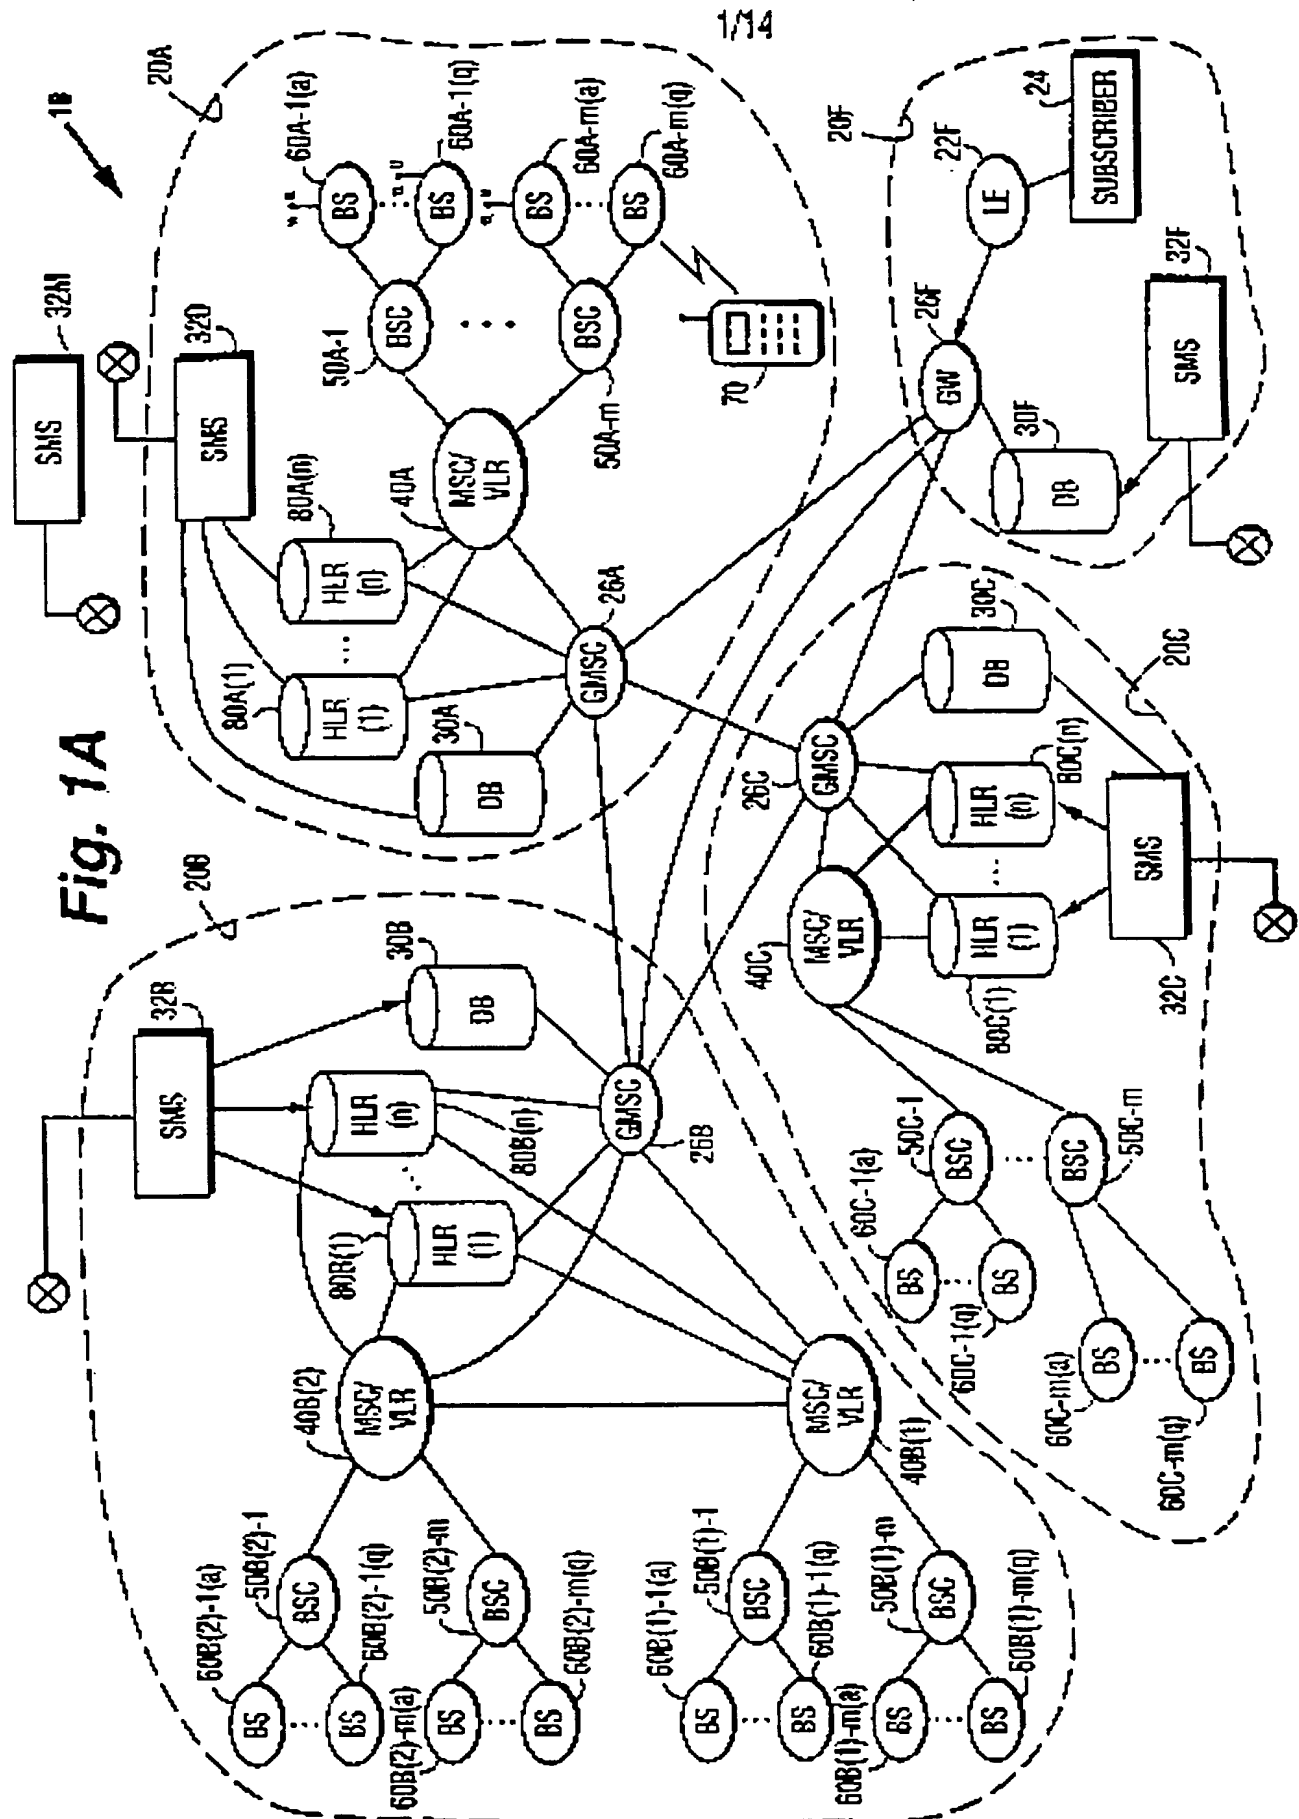 1/14
Fig. 1A
18
SMS
32M
20A
SMS
32D
80A(1)
HLR
(1)
...
80A(n)
HLR
(n)
30A
DB
40A
MSC/
VLR
26A
GMSC
50A-1
BSC
50A-m
BSC
60A-1(a)
BS
60A-1(q)
BS
60A-m(a)
BS
60A-m(q)
BS
70
20F
22F
LE
24
SUBSCRIBER
26F
GW
30F
DB
32F
SMS
20B
32B
SMS
30B
DB
80B(n)
HLR
(n)
...
80B(1)
HLR
(1)
26B
GMSC
40B(2)
MSC/
VLR
40B(1)
MSC/
VLR
50B(2)-1
BSC
60B(2)-1(a)
BS
60B(2)-1(q)
BS
50B(2)-m
BSC
60B(2)-m(a)
BS
60B(2)-m(q)
BS
50B(1)-1
BSC
60B(1)-1(a)
BS
60B(1)-1(q)
BS
50B(1)-m
BSC
60B(1)-m(a)
BS
60B(1)-m(q)
BS
20C
26C
GMSC
30C
DB
40C
MSC/
VLR
80C(n)
HLR
(n)
...
80C(1)
HLR
(1)
SMS
32C
50C-1
BSC
60C-1(a)
BS
60C-1(q)
BS
50C-m
BSC
60C-m(a)
BS
60C-m(q)
BS